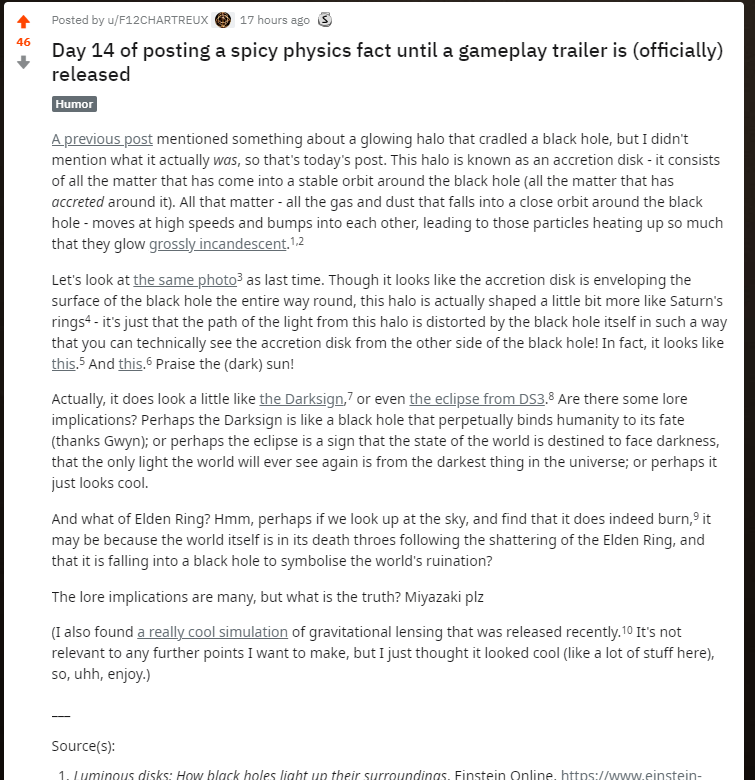 Posted by u/F12CHARTREUX 17 hours ago
46
Day 14 of posting a spicy physics fact until a gameplay trailer is (officially)
released
Humor
A previous post mentioned something about a glowing halo that cradled a black hole, but I didn't
mention what it actually was, so that's today's post. This halo is known as an accretion disk - it consists
of all the matter that has come into a stable orbit around the black hole (all the matter that has
accreted around it). All that matter - all the gas and dust that falls into a close orbit around the black
hole - moves at high speeds and bumps into each other, leading to those particles heating up so much
that they glow grossly incandescent.1,2
Let's look at the same photo3 as last time. Though it looks like the accretion disk is enveloping the
surface of the black hole the entire way round, this halo is actually shaped a little bit more like Saturn's
rings4 - it's just that the path of the light from this halo is distorted by the black hole itself in such a way
that you can technically see the accretion disk from the other side of the black hole! In fact, it looks like
this.5 And this.6 Praise the (dark) sun!
Actually, it does look a little like the Darksign,7 or even the eclipse from DS3.8 Are there some lore
implications? Perhaps the Darksign is like a black hole that perpetually binds humanity to its fate
(thanks Gwyn); or perhaps the eclipse is a sign that the state of the world is destined to face darkness,
that the only light the world will ever see again is from the darkest thing in the universe; or perhaps it
just looks cool.
And what of Elden Ring? Hmm, perhaps if we look up at the sky, and find that it does indeed burn,9 it
may be because the world itself is in its death throes following the shattering of the Elden Ring, and
that it is falling into a black hole to symbolise the world's ruination?
The lore implications are many, but what is the truth? Miyazaki plz
(I also found a really cool simulation of gravitational lensing that was released recently.10 It's not
relevant to any further points I want to make, but I just thought it looked cool (like a lot of stuff here),
so, uhh, enjoy.)
___
Source(s):
1. Luminous disks: How black holes light up their surroundings. Einstein Online. https://www.einstein-